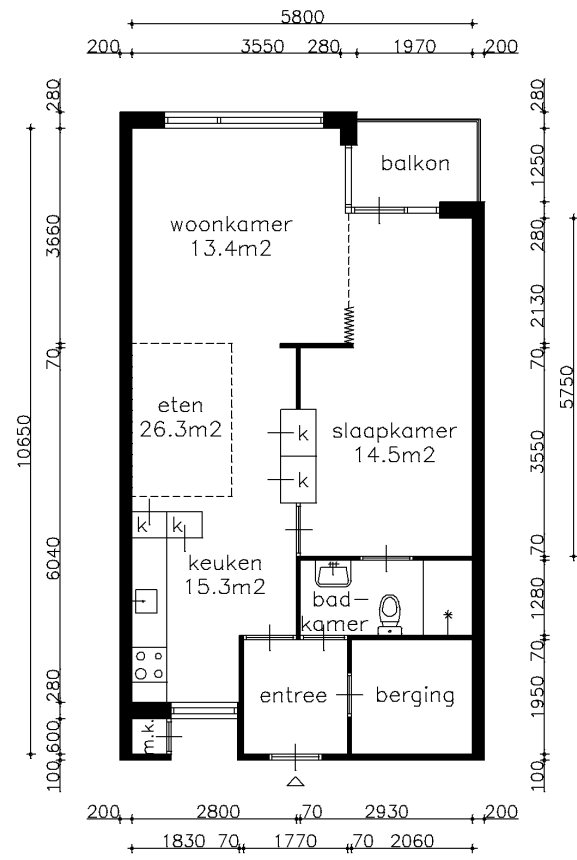 5800
200 3550 280 1970 200
280
280
balkon
1250
woonkamer
13.4m2
3660
280
2130
70
70
eten
26.3m2
k
slaapkamer
14.5m2
k
10650
5750
3550
k k
6040
keuken
15.3m2
70
bad-
kamer
1280
70
entree
berging
280
1950
m.k.
600
100
100
200 2800 70 2930 200
1830 70 1770 70 2060